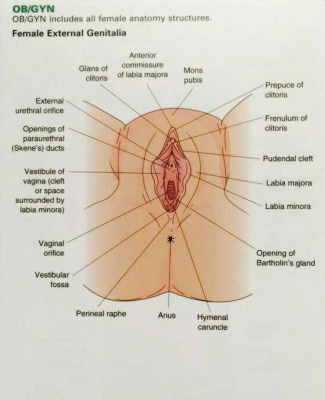 OB/GYN
OB/GYN includes all female anatomy structures.
Female External Genitalia
Anterior
commissure
of labia majora
Glans of
clitoris
Mons
pubis
Prepuce of
clitoris
External
urethral orifice
Frenulum of
clitoris
Openings of
paraurethral
(Skene's) ducts
Pudendal cleft
Vestibule of
vagina (cleft
or space
surrounded by
labia minora)
Labia majora
Labia minora
Vaginal
orifice
Opening of
Bartholin's gland
Vestibular
fossa
Perineal raphe
Anus
Hymenal
caruncle